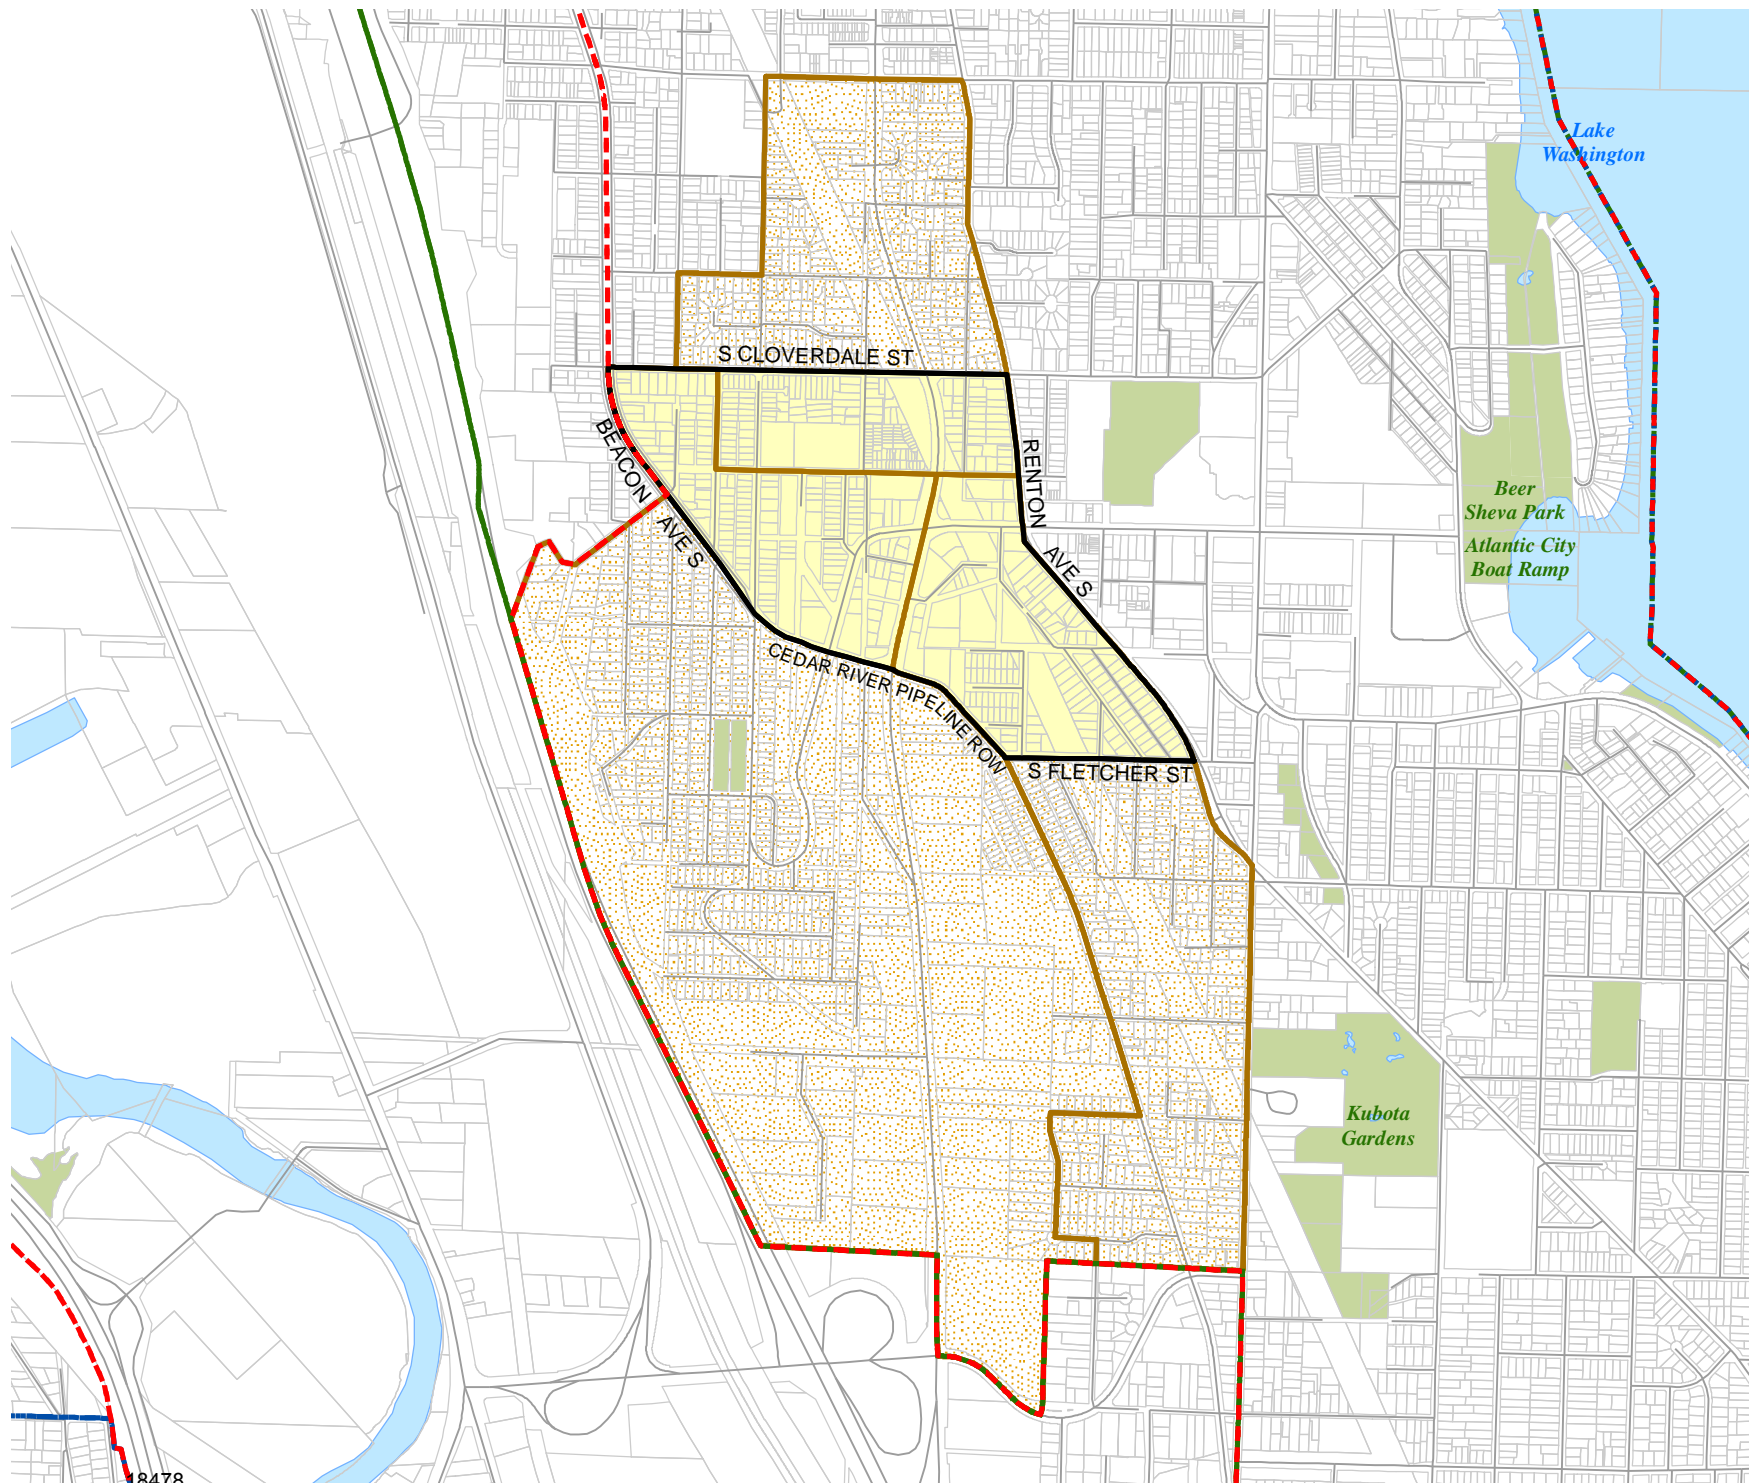 Lake
Washington
S CLOVERDALE ST
BEACON
AVE S
RENTON
AVE S
Beer
Sheva Park
Atlantic City
Boat Ramp
CEDAR RIVER PIPELINE ROW
S FLETCHER ST
Kubota
Gardens
18478